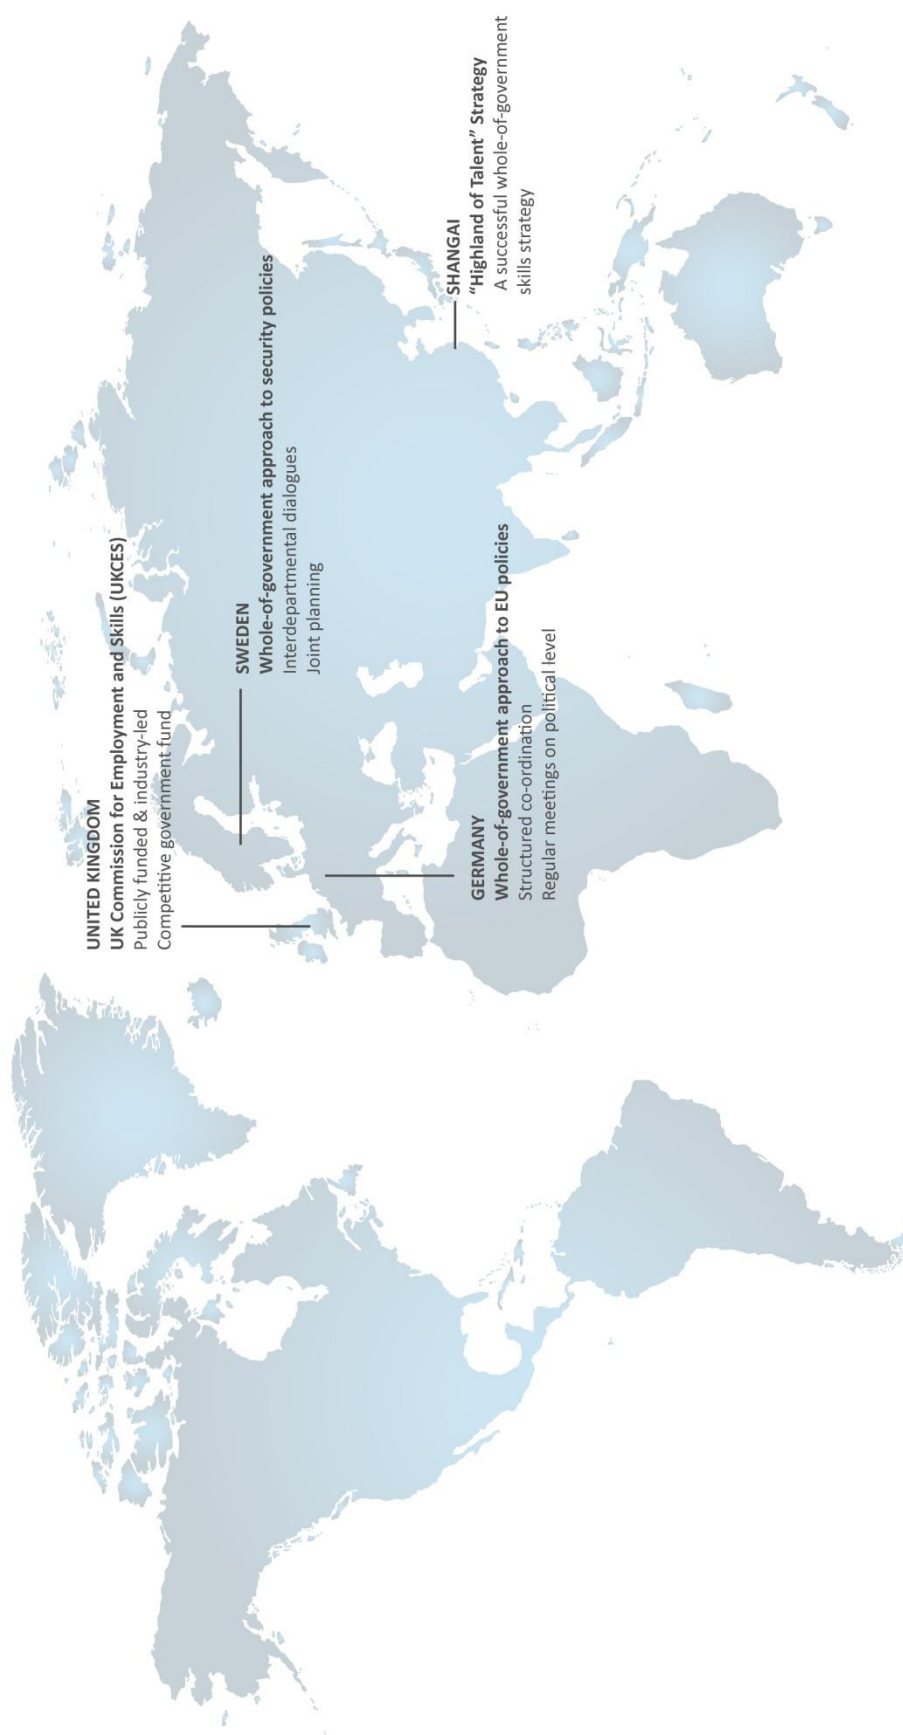 UNITED KINGDOM
UK Commission for Employment and Skills (UKCES)
Publicly funded & industry-led
Competitive government fund
SWEDEN
Whole-of-government approach to security policies
Interdepartmental dialogues
Joint planning
GERMANY
Whole-of-government approach to EU policies
Structured co-ordination
Regular meetings on political level
SHANGAI
“Highland of Talent” Strategy
A successful whole-of-government
skills strategy